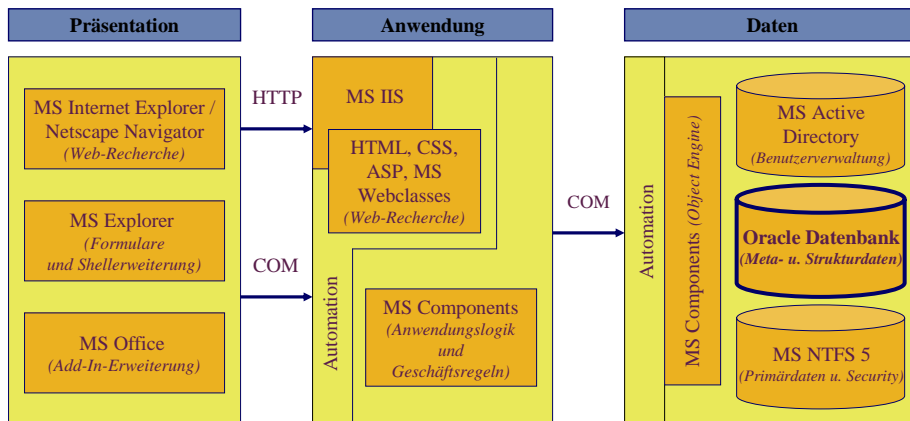 Präsentation
Anwendung
Daten
MS Internet Explorer /
Netscape Navigator
(Web-Recherche)
MS Explorer
(Formulare
und Shellerweiterung)
MS Office
(Add-In-Erweiterung)
HTTP
COM
MS IIS
HTML, CSS,
ASP, MS
Webclasses
(Web-Recherche)
Automation
MS Components
(Anwendungslogik
und
Geschäftsregeln)
COM
Automation
MS Components (Object Engine)
MS Active
Directory
(Benutzerverwaltung)
Oracle Datenbank
(Meta- u. Strukturdaten)
MS NTFS 5
(Primärdaten u. Security)